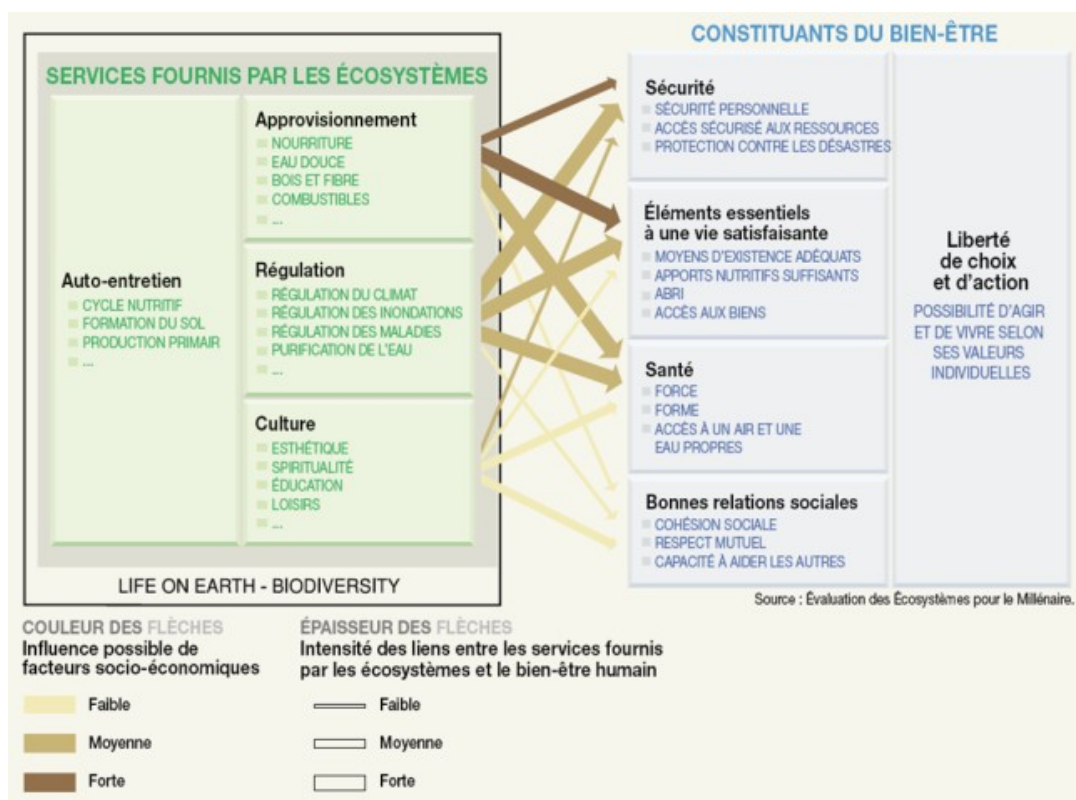 CONSTITUANTS DU BIEN-ÊTRE
SERVICES FOURNIS PAR LES ÉCOSYSTÈMES
Auto-entretien
CYCLE NUTRITIF
FORMATION DU SOL
PRODUCTION PRIMAIR
...
Approvisionnement
NOURRITURE
EAU DOUCE
BOIS ET FIBRE
COMBUSTIBLES
...
Régulation
RÉGULATION DU CLIMAT
RÉGULATION DES INONDATIONS
RÉGULATION DES MALADIES
PURIFICATION DE L'EAU
...
Culture
ESTHÉTIQUE
SPIRITUALITÉ
ÉDUCATION
LOISIRS
...
LIFE ON EARTH - BIODIVERSITY
Sécurité
SÉCURITÉ PERSONNELLE
ACCÈS SÉCURISÉ AUX RESSOURCES
PROTECTION CONTRE LES DÉSASTRES
Éléments essentiels
à une vie satisfaisante
MOYENS D'EXISTENCE ADÉQUATS
APPORTS NUTRITIFS SUFFISANTS
ABRI
ACCÈS AUX BIENS
Santé
FORCE
FORME
ACCÈS À UN AIR ET UNE
EAU PROPRES
Bonnes relations sociales
COHÉSION SOCIALE
RESPECT MUTUEL
CAPACITÉ À AIDER LES AUTRES
Liberté
de choix
et d'action
POSSIBILITÉ D'AGIR
ET DE VIVRE SELON
SES VALEURS
INDIVIDUELLES
Source : Évaluation des Écosystèmes pour le Millénaire.
COULEUR DES FLÈCHES
Influence possible de
facteurs socio-économiques
Faible
Moyenne
Forte
ÉPAISSEUR DES FLÈCHES
Intensité des liens entre les services fournis
par les écosystèmes et le bien-être humain
Faible
Moyenne
Forte